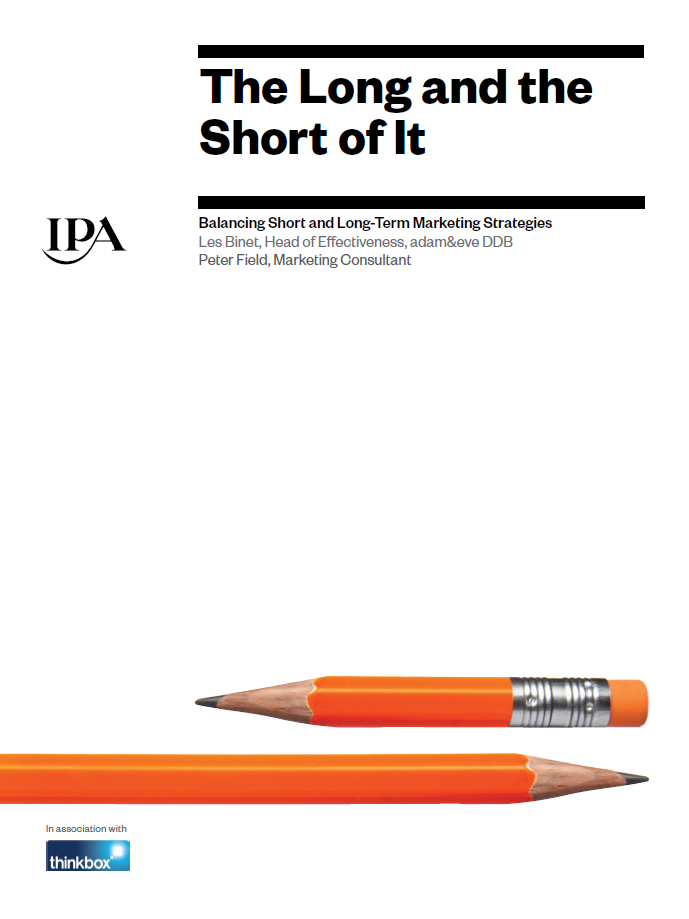 The Long and the
Short of It
IPA
Balancing Short and Long-Term Marketing Strategies
Les Binet, Head of Effectiveness, adam&eve DDB
Peter Field, Marketing Consultant
In association with
thinkbox